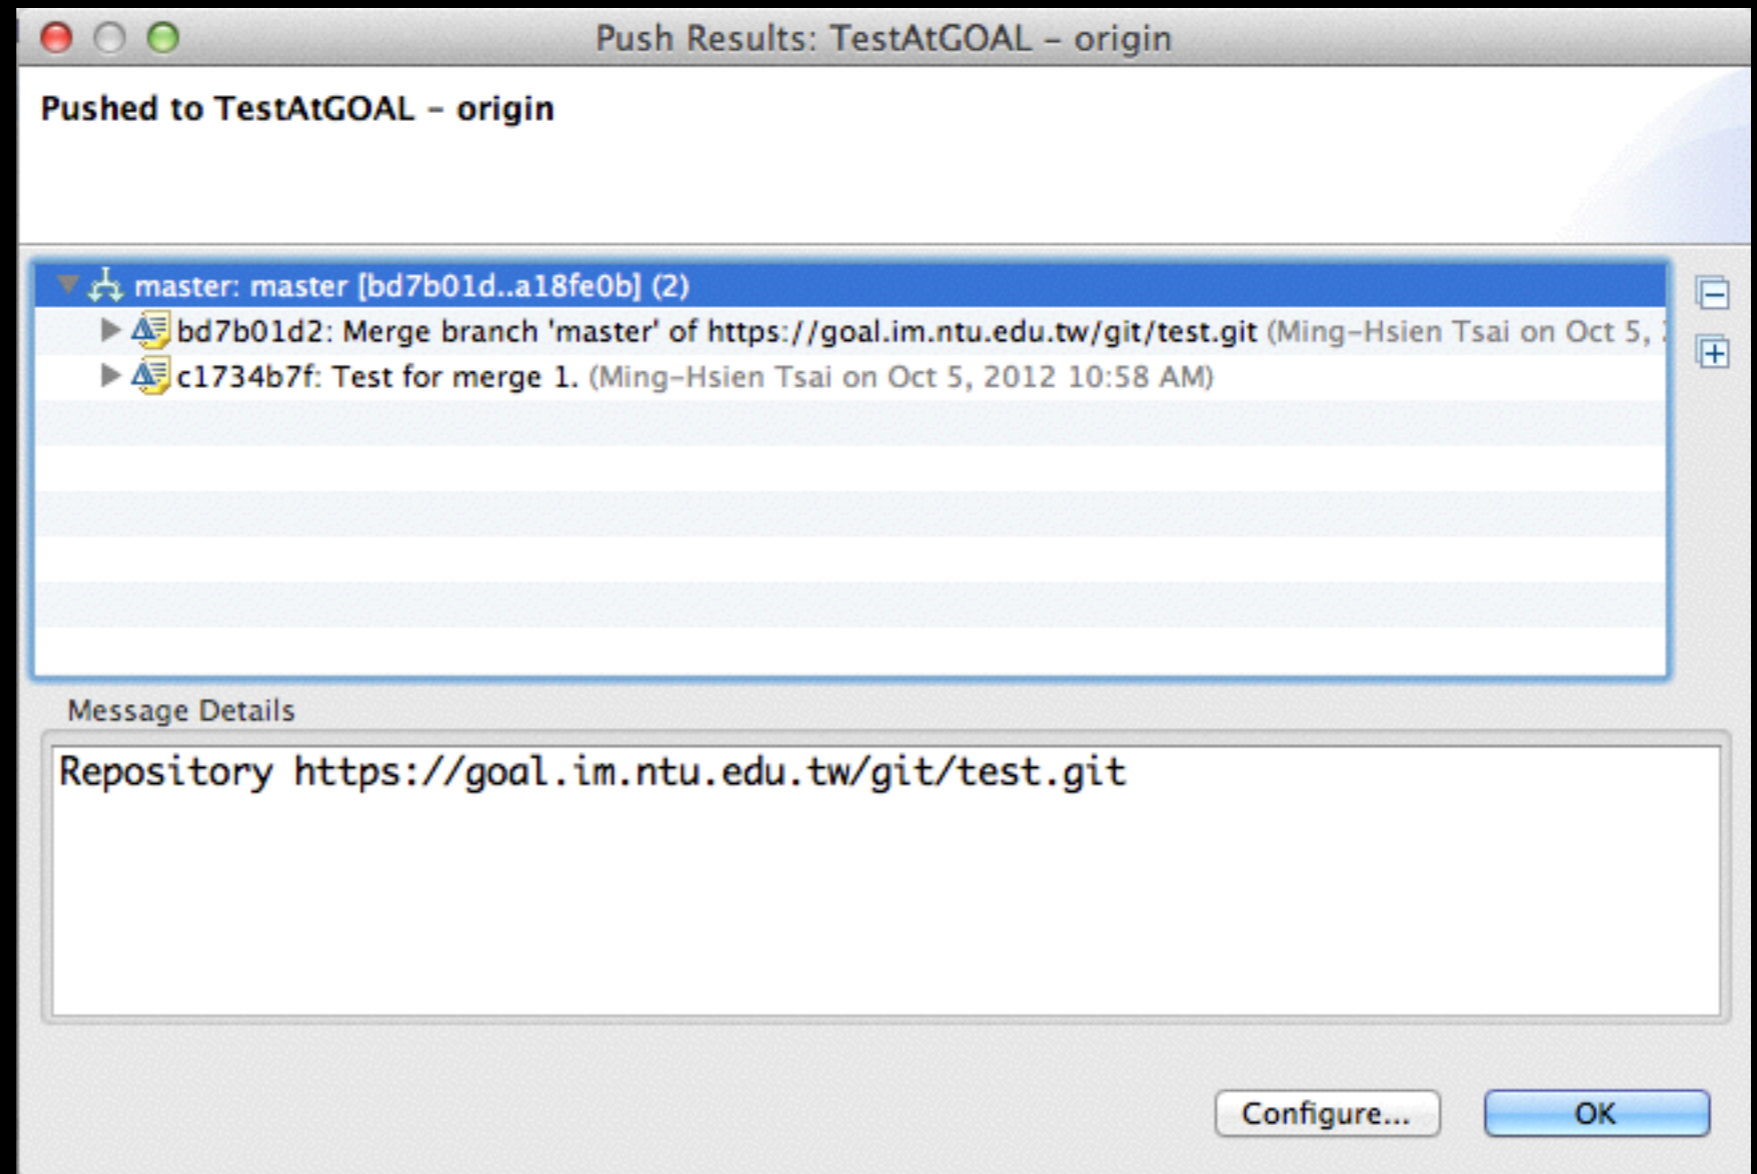 Push Results: TestAtGOAL – origin
Pushed to TestAtGOAL – origin
master: master [bd7b01d..a18fe0b] (2)
bd7b01d2: Merge branch 'master' of https://goal.im.ntu.edu.tw/git/test.git (Ming-Hsien Tsai on Oct 5,
c1734b7f: Test for merge 1. (Ming-Hsien Tsai on Oct 5, 2012 10:58 AM)
Message Details
Repository https://goal.im.ntu.edu.tw/git/test.git
Configure...
OK